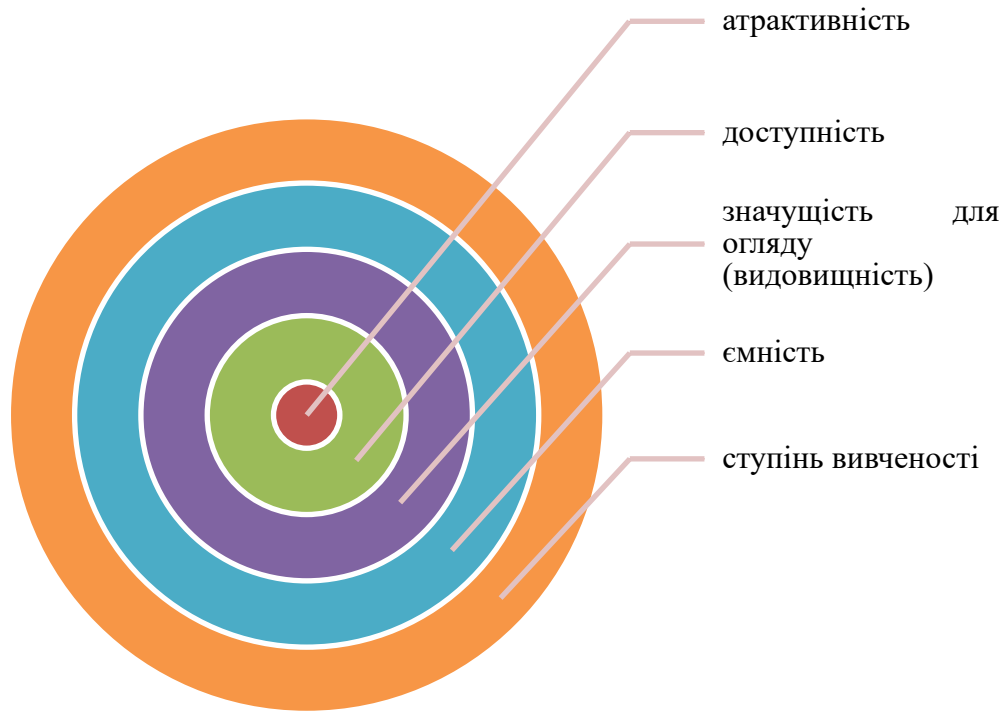 атрактивність
доступність
значущість для
огляду
(видовищність)
ємність
ступінь вивченості